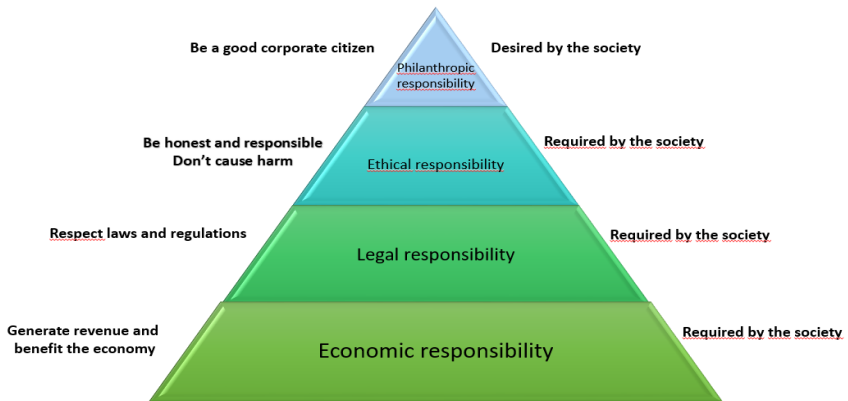 Be a good corporate citizen
Philanthropic
responsibility
Desired by the society
Be honest and responsible
Don’t cause harm
Ethical responsibility
Required by the society
Respect laws and regulations
Legal responsibility
Required by the society
Generate revenue and
benefit the economy
Economic responsibility
Required by the society